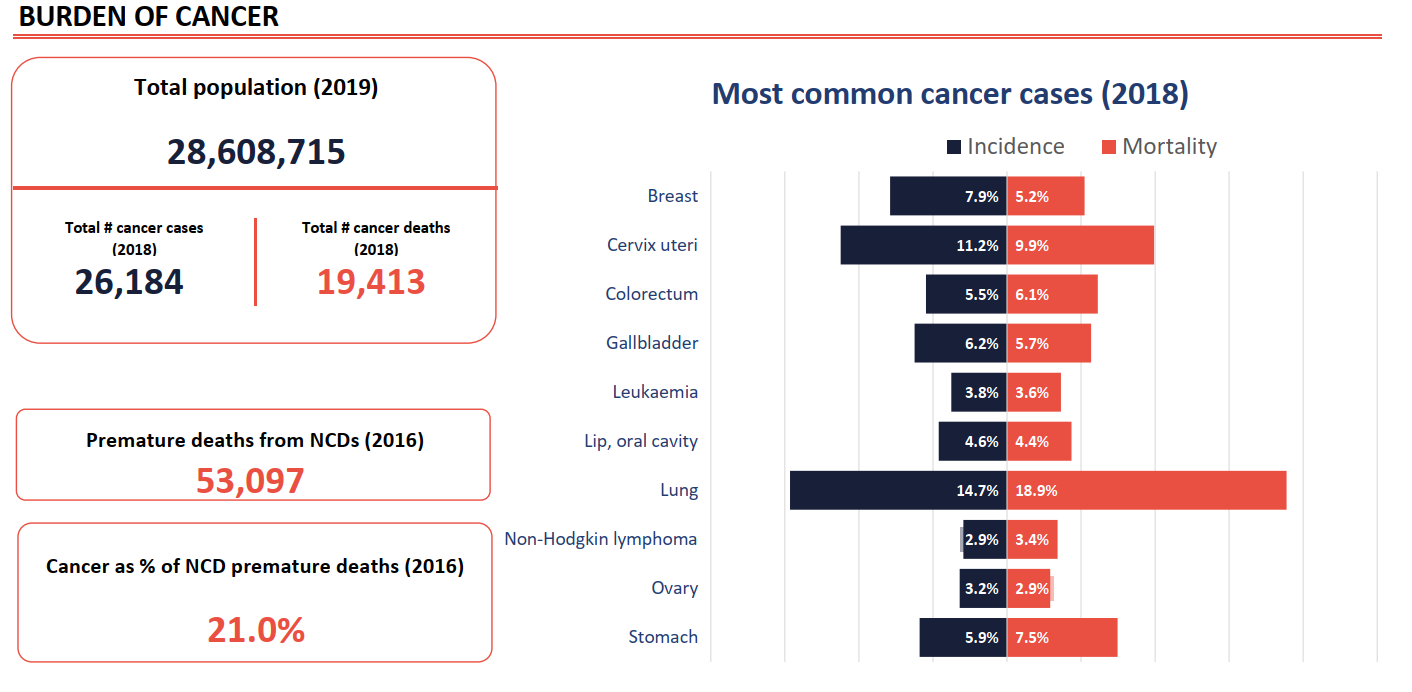 BURDEN OF CANCER
Total population (2019)
28,608,715
Total # cancer cases
(2018)
26,184
Total # cancer deaths
(2018)
19,413
Premature deaths from NCDs (2016)
53,097
Cancer as % of NCD premature deaths (2016)
21.0%
Most common cancer cases (2018)
Incidence Mortality
Breast 7.9% 5.2%
Cervix uteri 11.2% 9.9%
Colorectum 5.5% 6.1%
Gallbladder 6.2% 5.7%
Leukaemia 3.8% 3.6%
Lip, oral cavity 4.6% 4.4%
Lung 14.7% 18.9%
Non-Hodgkin lymphoma 2.9% 3.4%
Ovary 3.2% 2.9%
Stomach 5.9% 7.5%